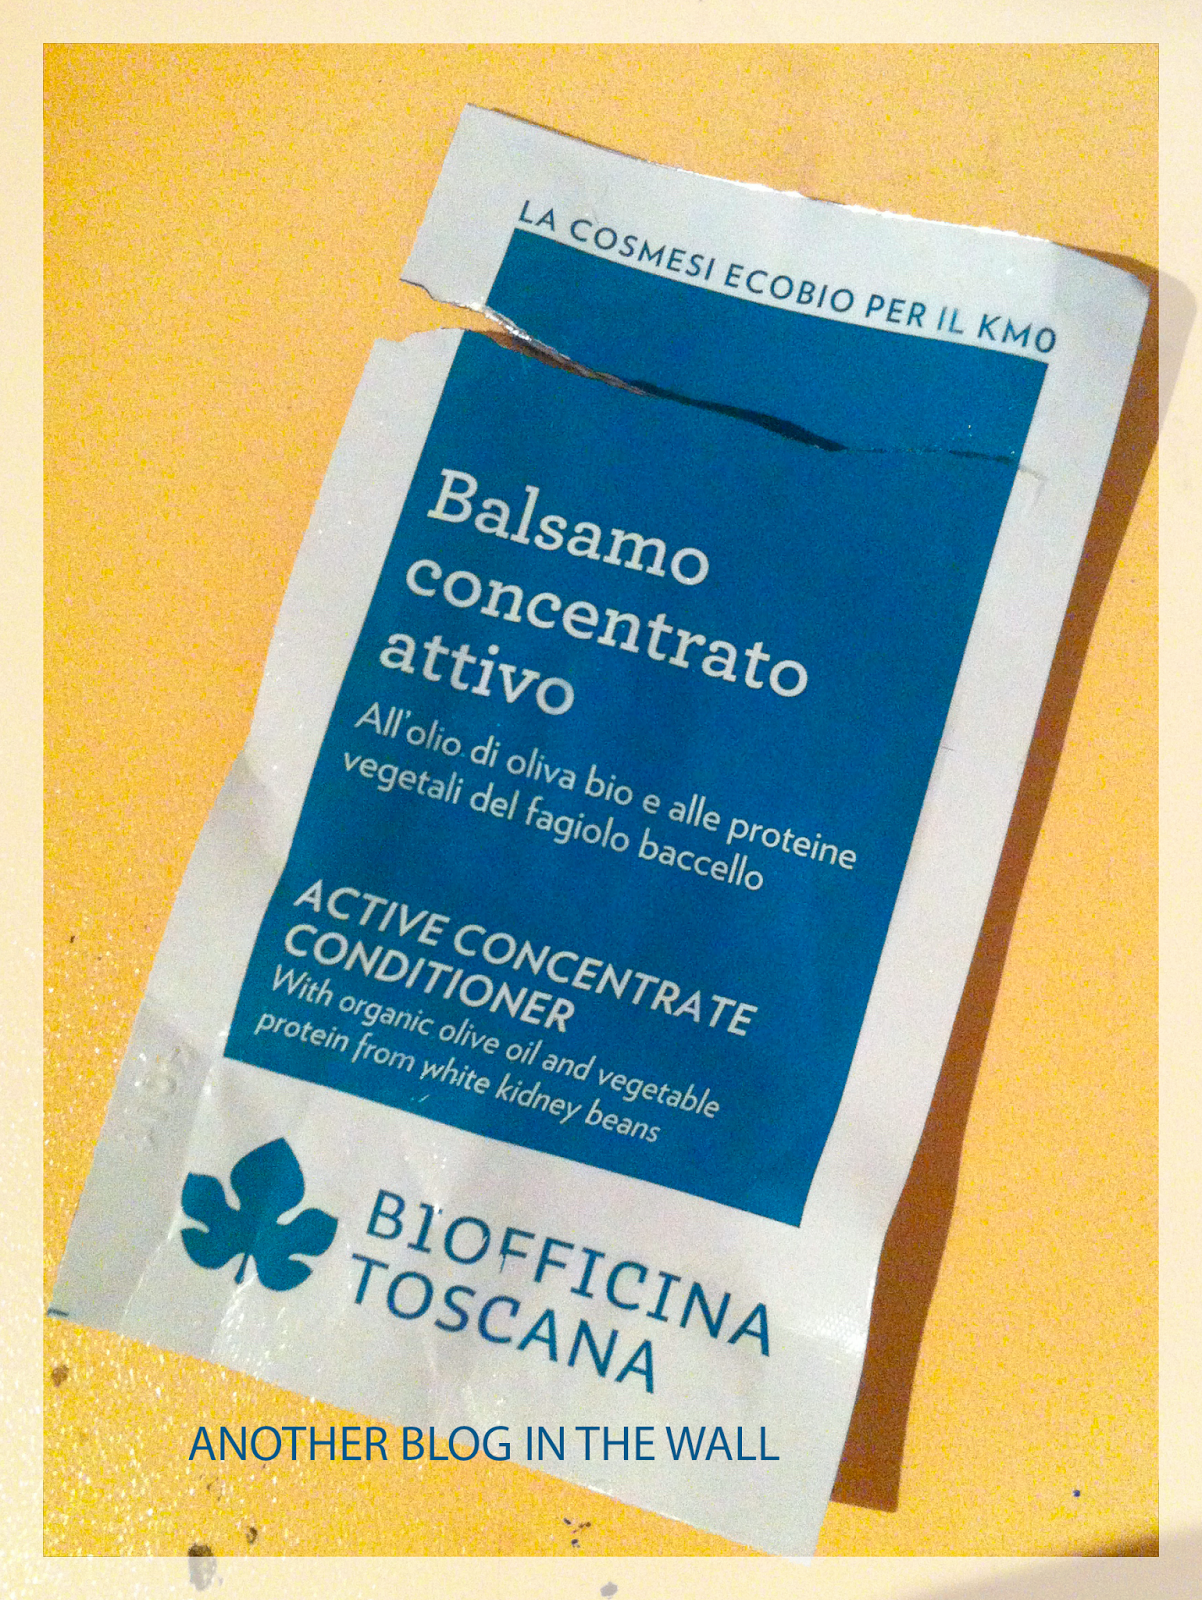 LA COSMESI ECOBIO PER IL KM0
Balsamo
concentrato
attivo
All'olio di oliva bio e alle proteine
vegetali del fagiolo baccello
ACTIVE CONCENTRATE
CONDITIONER
With organic olive oil and vegetable
protein from white kidney beans
BIOFFICINA
TOSCANA
ANOTHER BLOG IN THE WALL